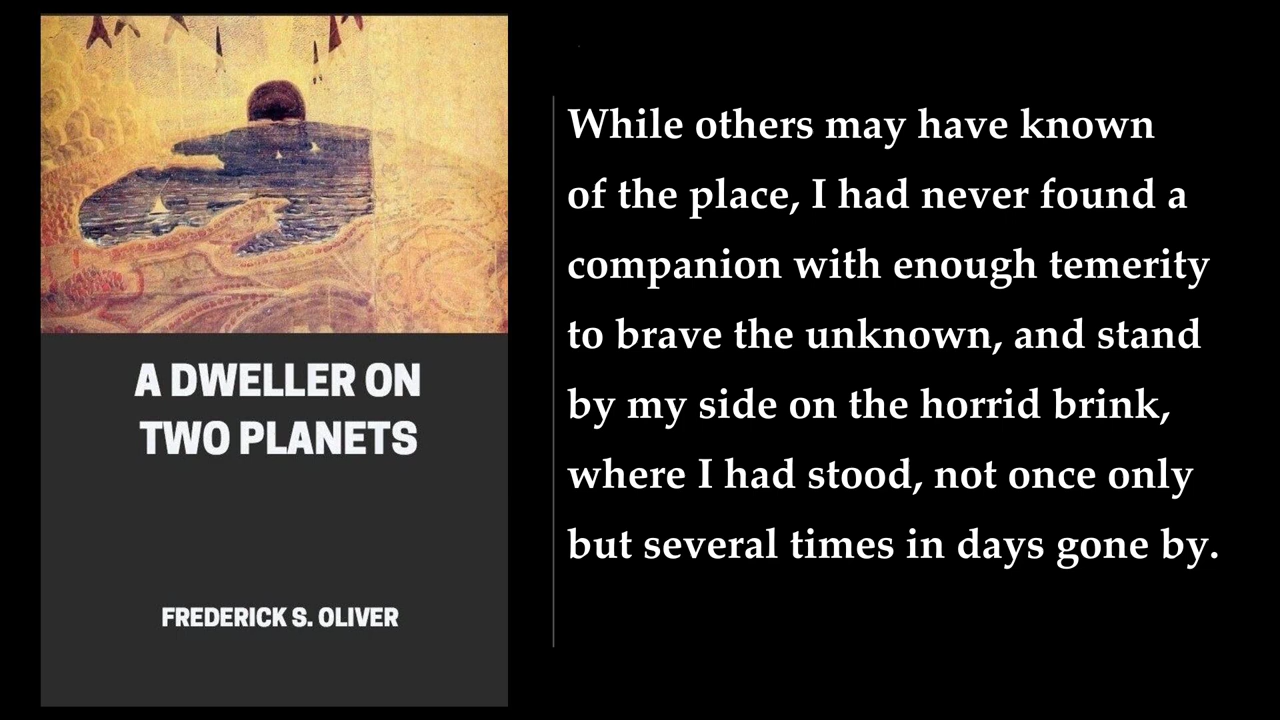 A DWELLER ON
TWO PLANETS
FREDERICK S. OLIVER
While others may have known
of the place, I had never found a
companion with enough temerity
to brave the unknown, and stand
by my side on the horrid brink,
where I had stood, not once only
but several times in days gone by.